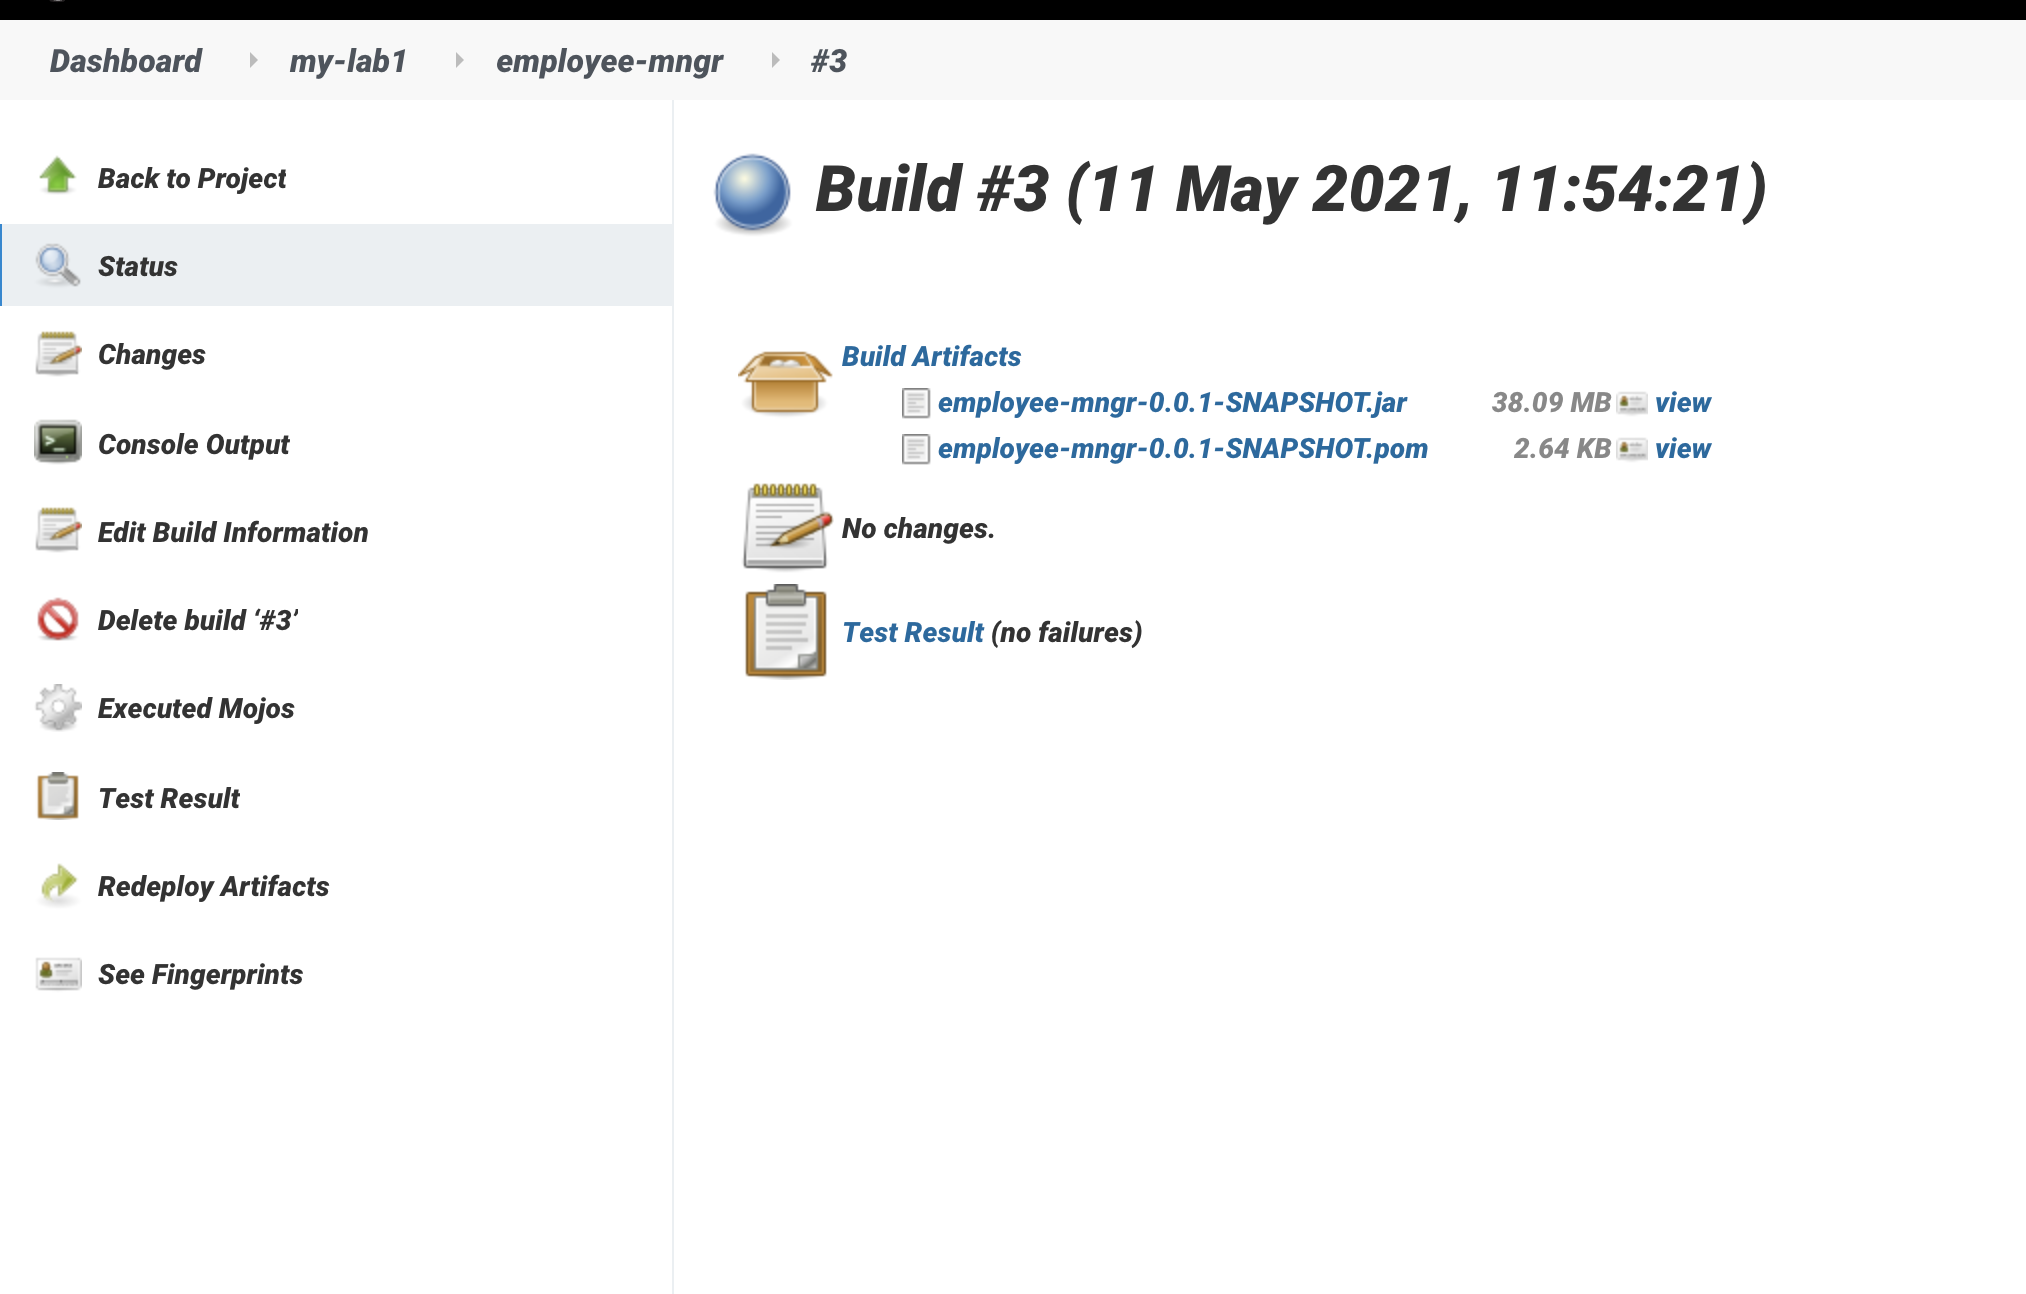 Dashboard my-lab1 employee-mngr #3
Back to Project
Status
Changes
Console Output
Edit Build Information
Delete build ‘#3’
Executed Mojos
Test Result
Redeploy Artifacts
See Fingerprints
Build #3 (11 May 2021, 11:54:21)
Build Artifacts
employee-mngr-0.0.1-SNAPSHOT.jar 38.09 MB view
employee-mngr-0.0.1-SNAPSHOT.pom 2.64 KB view
No changes.
Test Result (no failures)